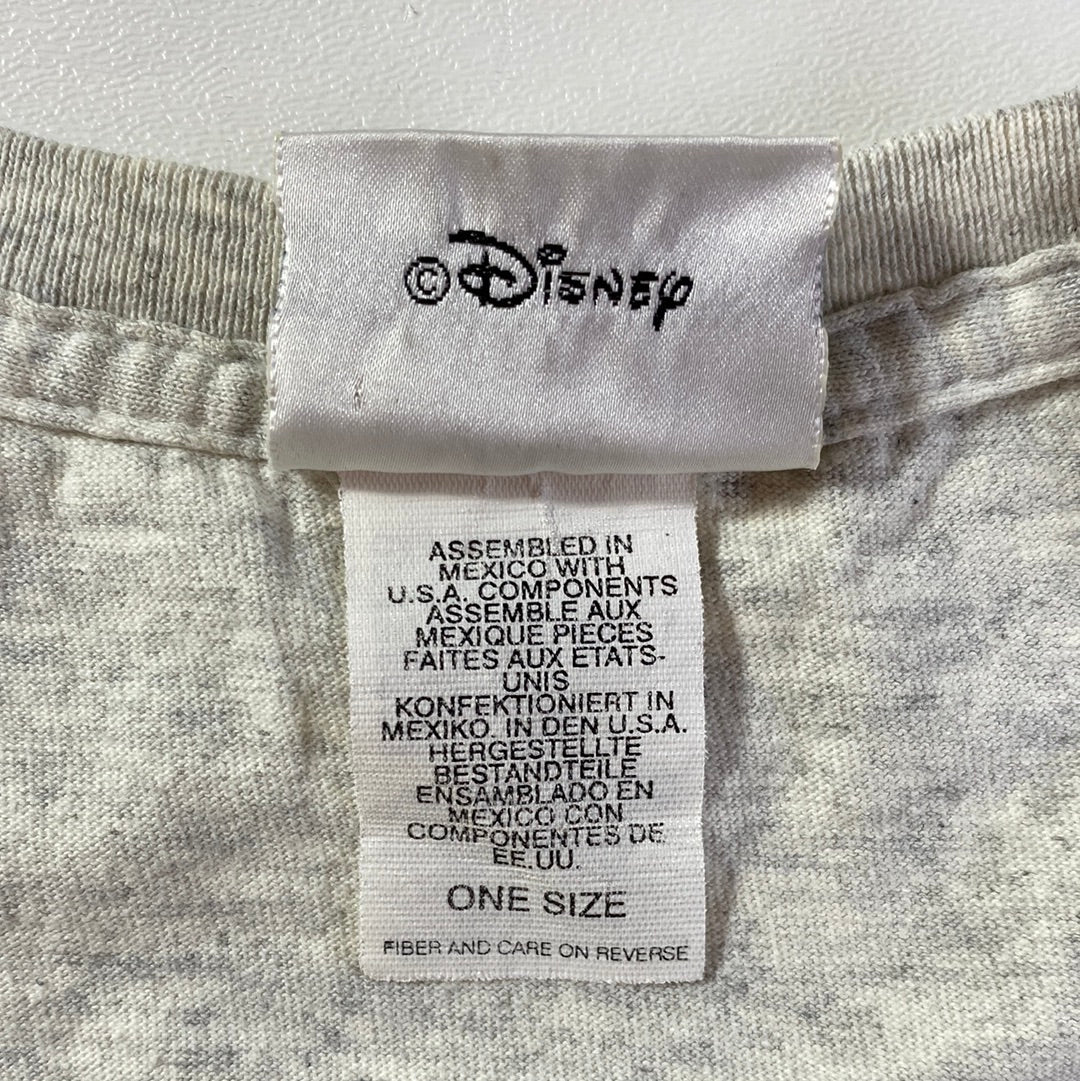 © Disney
ASSEMBLED IN
MEXICO WITH
U.S.A. COMPONENTS
ASSEMBLE AUX
MEXIQUE PIECES
FAITES AUX ETATS-
UNIS
KONFEKTIONIERT IN
MEXIKO. IN DEN U.S.A.
HERGESTELLTE
BESTANDTEILE
ENSAMBLADO EN
MEXICO CON
COMPONENTES DE
EE.UU.
ONE SIZE
FIBER AND CARE ON REVERSE